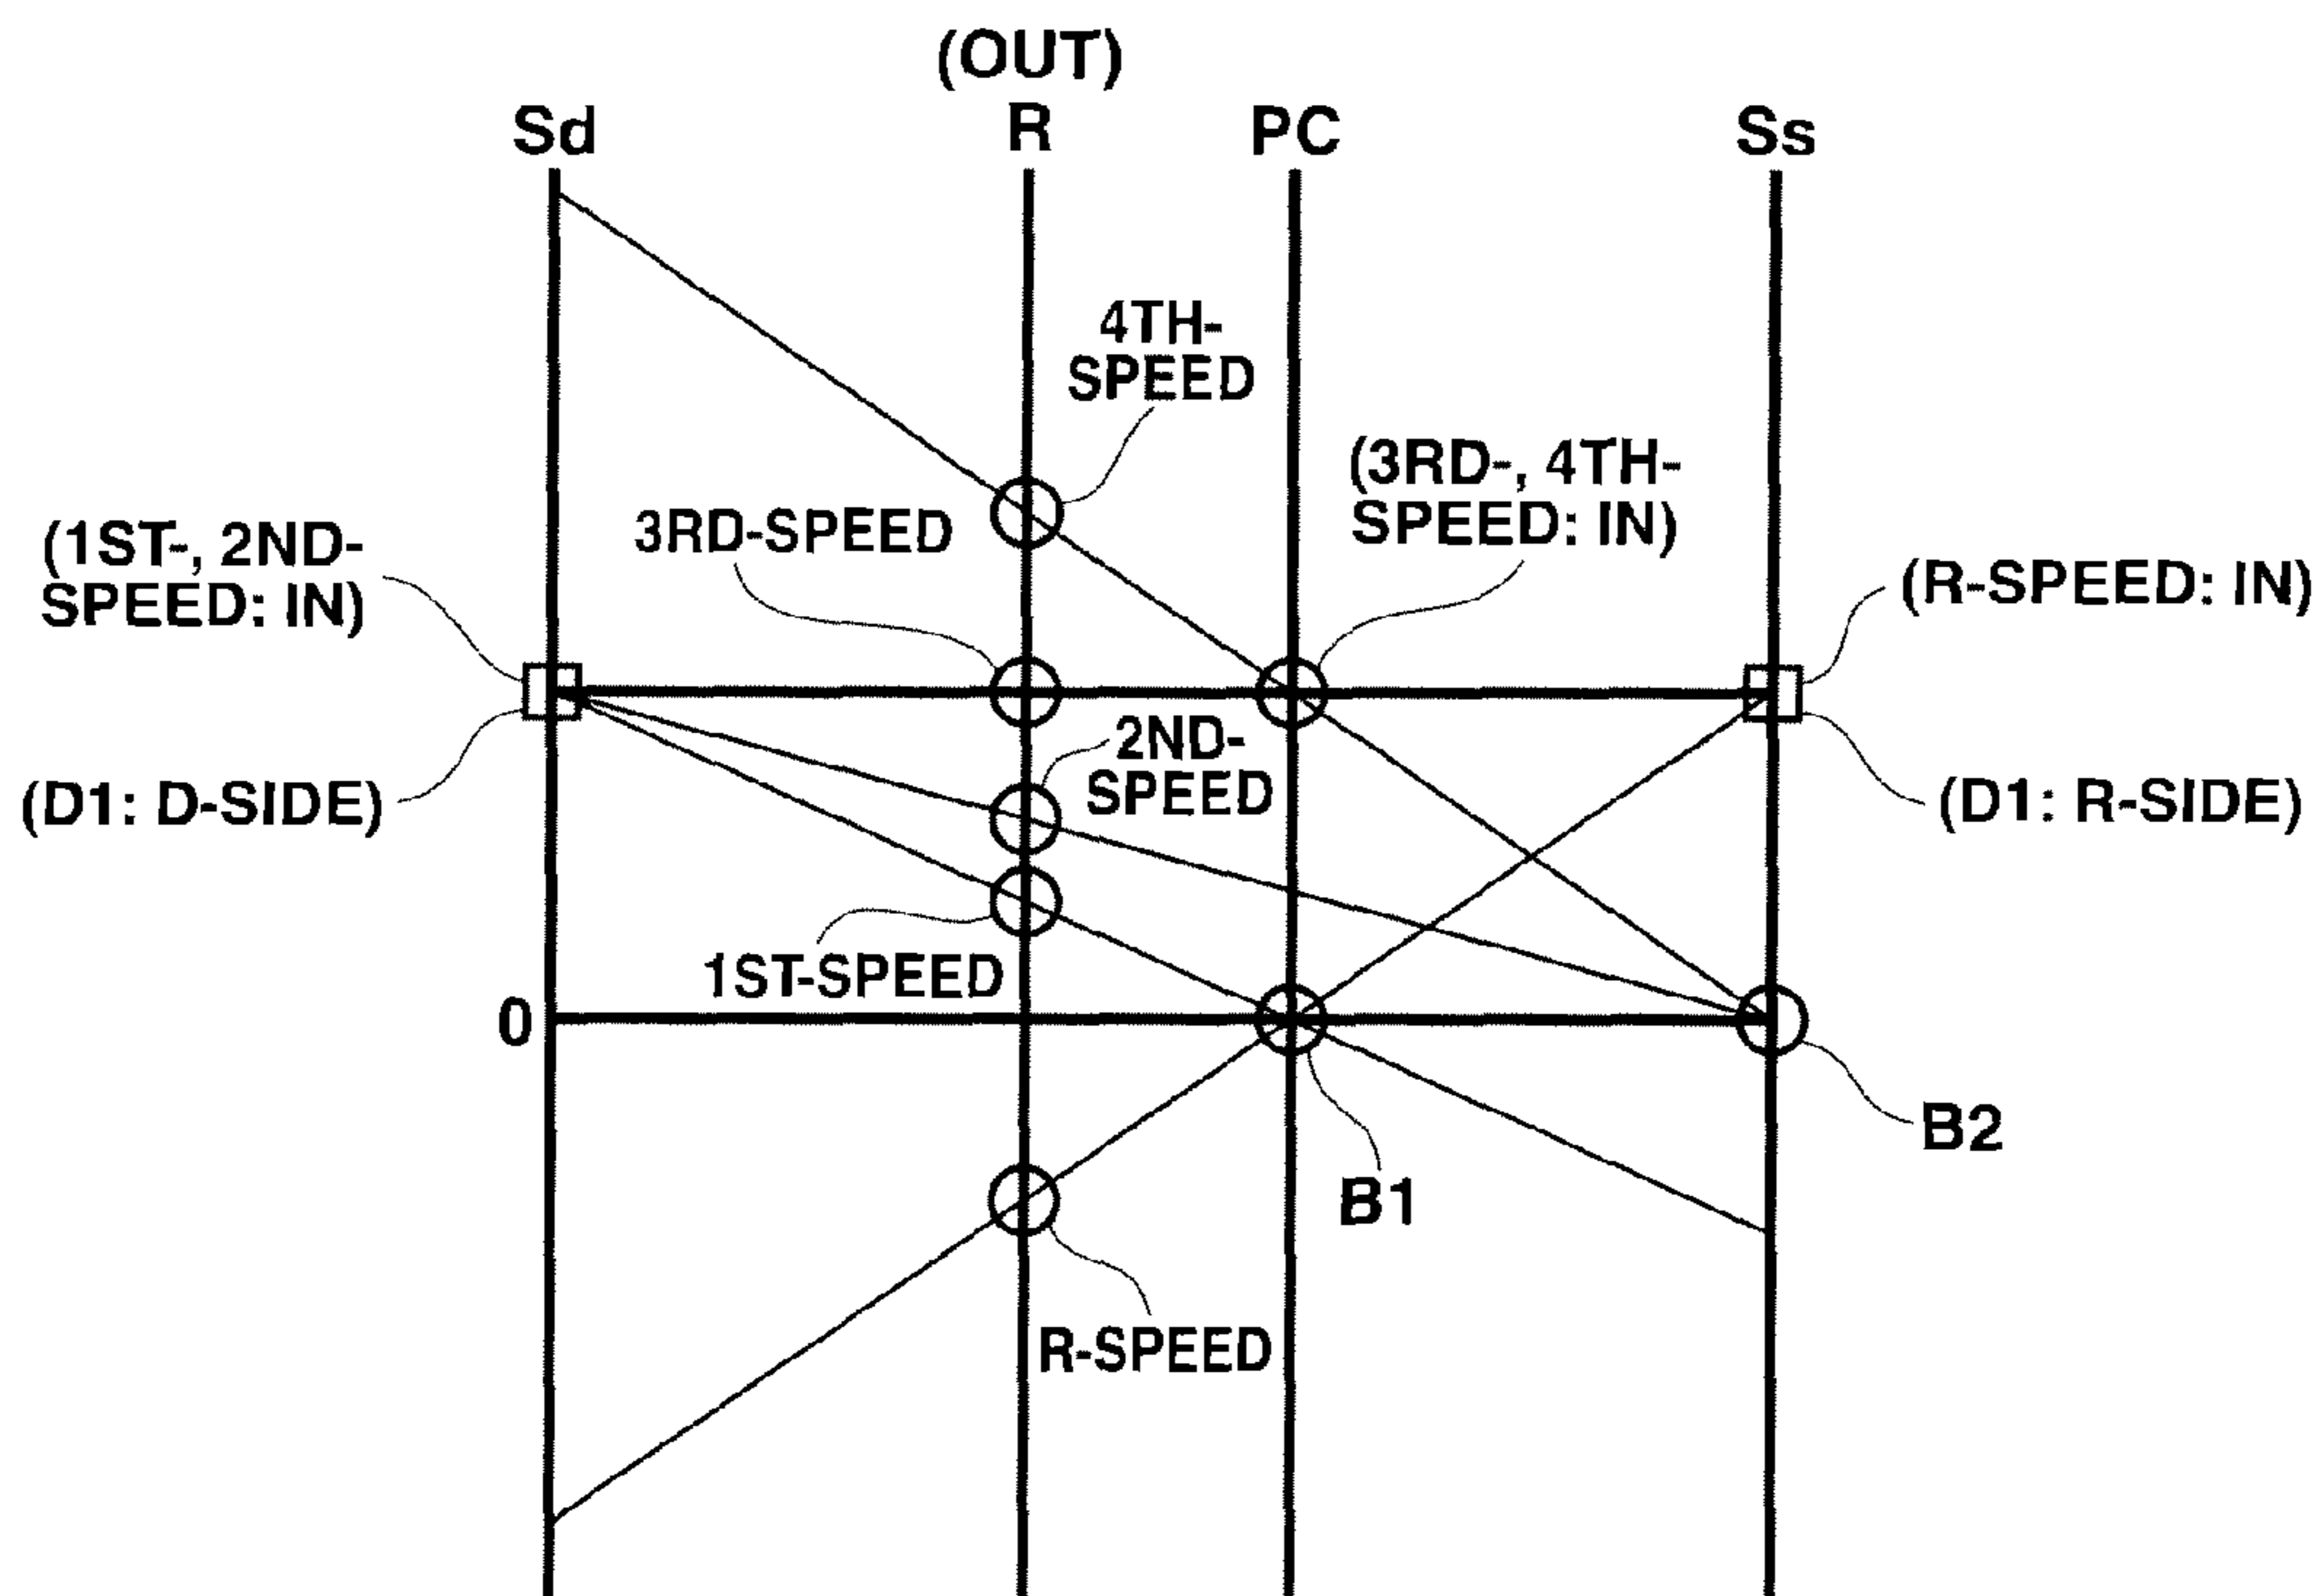 (OUT)
Sd
R
PC
Ss
4TH-
SPEED
(3RD-, 4TH-
SPEED: IN)
3RD-SPEED
(1ST-, 2ND-
SPEED: IN)
(R-SPEED: IN)
2ND-
SPEED
(D1: D-SIDE)
(D1: R-SIDE)
1ST-SPEED
0
B2
B1
R-SPEED